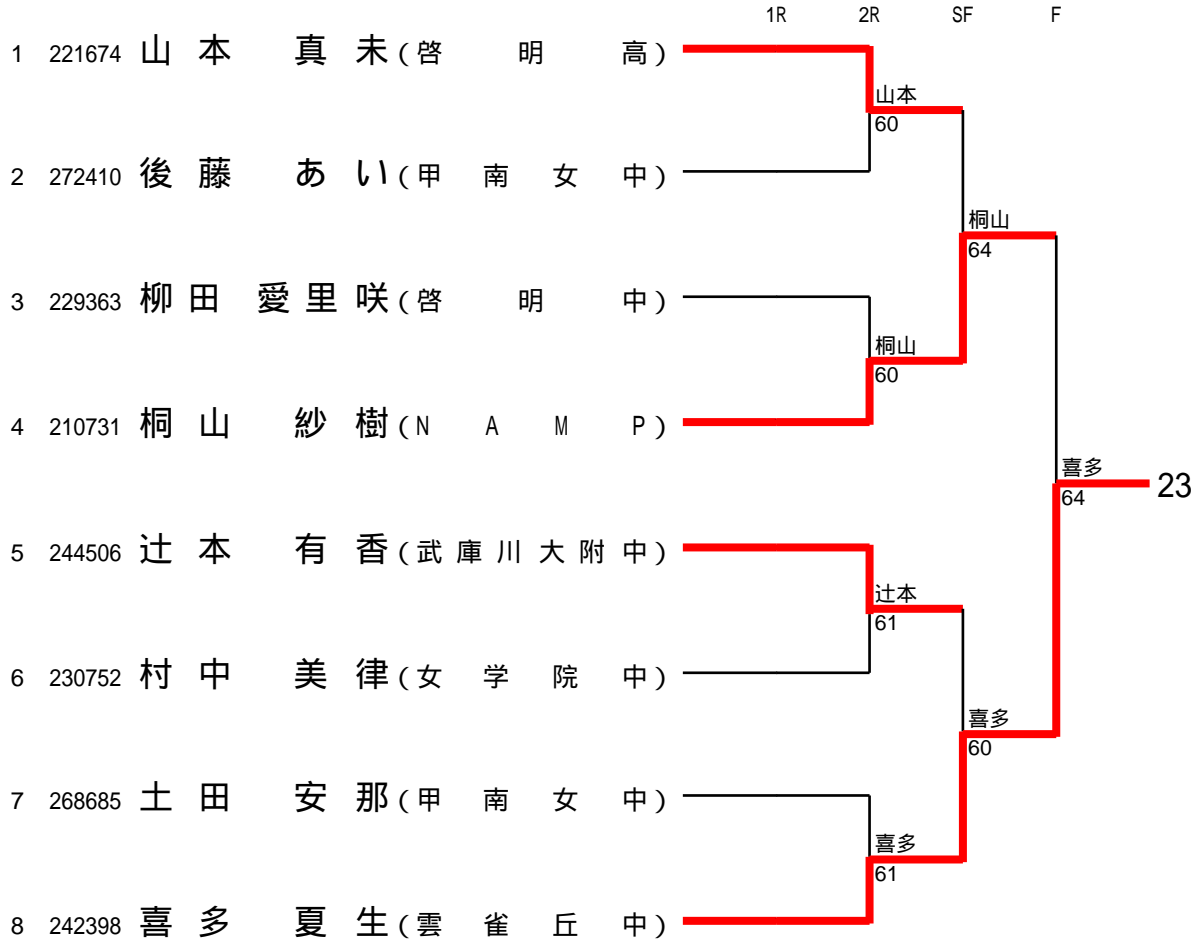 1R 2R SF F
1 221674 山本 真未(啓明高)
山本
60
2 272410 後藤 あい(甲南女中)
桐山
64
3 229363 柳田 愛里咲(啓明中)
桐山
60
4 210731 桐山 紗樹(NAMP)
喜多
64
23
5 244506 辻本 有香(武庫川大附中)
辻本
61
6 230752 村中 美律(女学院中)
喜多
60
7 268685 土田 安那(甲南女中)
喜多
61
8 242398 喜多 夏生(雲雀丘中)